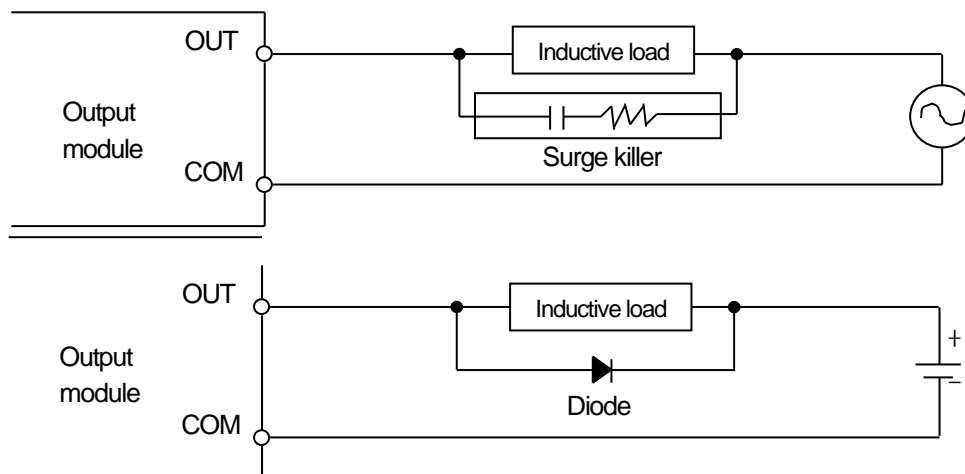 OUT
Inductive load
Output
module
Surge killer
COM
OUT
Inductive load
+
Output
module
−
Diode
COM